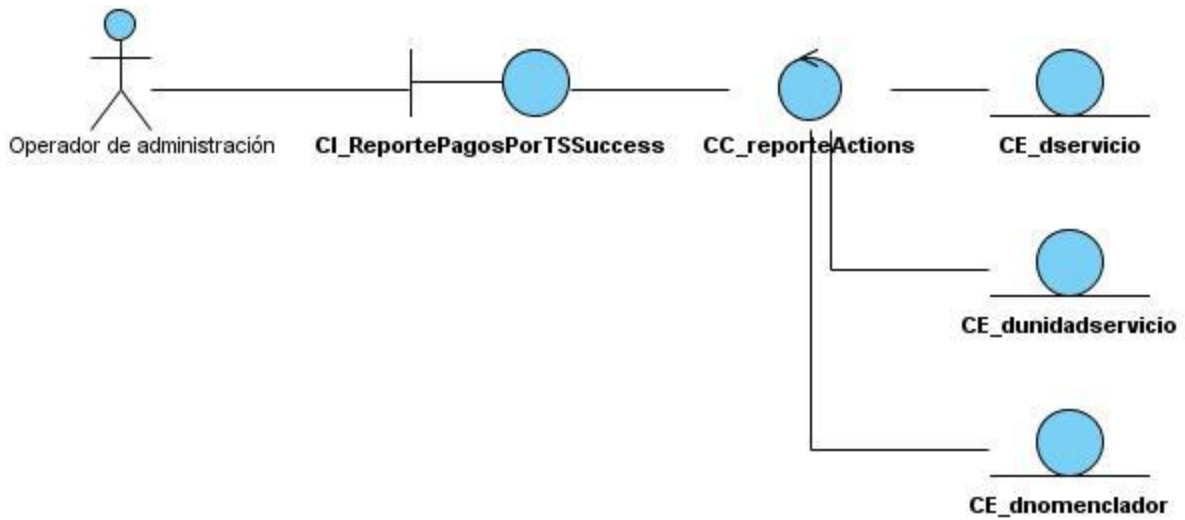 Operador de administración
CI_ReportePagosPorTSSuccess
CC_reporteActions
CE_dservicio
CE_dunidadservicio
CE_dnomenclador